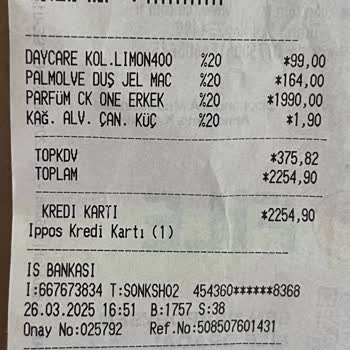 DAYCARE KOL.LIMON400 %20 *99,00
PALMOLVE DUŞ JEL MAC %20 *164,00
PARFÜM CK ONE ERKEK %20 *1990,00
KAĞ. ALV. ÇAN. KÜÇ %20 *1,90
TOPKDV *375,82
TOPLAM *2254,90
KREDI KARTI *2254,90
Ippos Kredi Kartı (1)
IS BANKASI
I:667673834 T:SONKSH02 454360******8368
26.03.2025 16:51 B:1757 S:38
Onay No:025792 Ref.No:508507601431